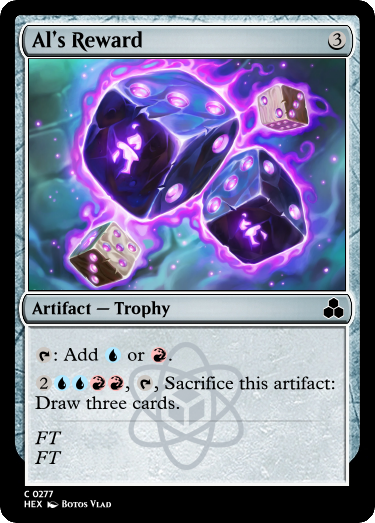 Al's Reward 3
Artifact — Trophy
: Add or .
2, , Sacrifice this artifact:
Draw three cards.
FT
FT
C 0277
HEX Botos Vlad